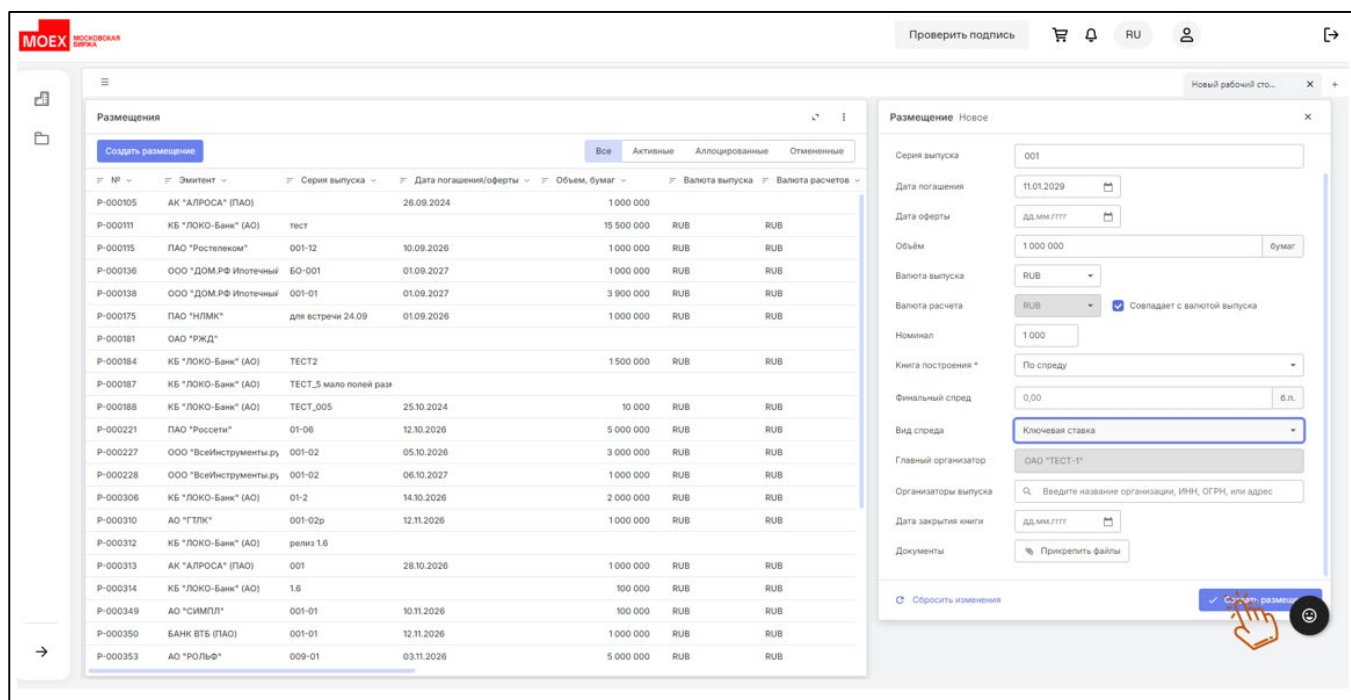 MOEX МОСКОВСКАЯ БИРЖА
Проверить подпись RU
Новый рабочий сто...
Размещения
Создать размещение Все Активные Аллоцированные Отмененные
№ Эмитент Серия выпуска Дата погашения/оферты Объем, бумаг Валюта выпуска Валюта расчетов
P-000105 АК "АЛРОСА" (ПАО) 26.09.2024 1 000 000
P-000111 КБ "ЛОКО-Банк" (АО) тест 15 500 000 RUB RUB
P-000115 ПАО "Ростелеком" 001-12 10.09.2026 1 000 000 RUB RUB
P-000136 ООО "ДОМ.РФ Ипотечный БО-001 01.09.2027 1 000 000 RUB RUB
P-000138 ООО "ДОМ.РФ Ипотечный 001-01 01.09.2027 3 900 000 RUB RUB
P-000175 ПАО "НЛМК" для встречи 24.09 01.09.2026 1 000 000 RUB RUB
P-000181 ОАО "РЖД"
P-000184 КБ "ЛОКО-Банк" (АО) ТЕСТ2 1 500 000 RUB RUB
P-000187 КБ "ЛОКО-Банк" (АО) ТЕСТ_5 мало полей разм
P-000188 КБ "ЛОКО-Банк" (АО) ТЕСТ_005 25.10.2024 10 000 RUB RUB
P-000221 ПАО "Россети" 01-06 12.10.2026 5 000 000 RUB RUB
P-000227 ООО "ВсеИнструменты.ру 001-02 05.10.2026 3 000 000 RUB RUB
P-000228 ООО "ВсеИнструменты.ру 001-02 06.10.2027 1 000 000 RUB RUB
P-000306 КБ "ЛОКО-Банк" (АО) 01-2 14.10.2026 2 000 000 RUB RUB
P-000310 АО "ГТЛК" 001-02р 12.11.2026 1 000 000 RUB RUB
P-000312 КБ "ЛОКО-Банк" (АО) релиз 1.6
P-000313 АК "АЛРОСА" (ПАО) 001 28.10.2026 1 000 000 RUB RUB
P-000314 КБ "ЛОКО-Банк" (АО) 1.6 100 000 RUB RUB
P-000349 АО "СИМПЛ" 001-01 10.11.2026 100 000 RUB RUB
P-000350 БАНК ВТБ (ПАО) 001-01 12.11.2026 1 000 000 RUB RUB
P-000353 АО "РОЛЬФ" 009-01 03.11.2026 5 000 000 RUB RUB
Размещение Новое
Серия выпуска 001
Дата погашения 11.01.2029
Дата оферты дд.мм.гггг
Объём 1 000 000 бумаг
Валюта выпуска RUB
Валюта расчета RUB Совпадает с валютой выпуска
Номинал 1 000
Книга построения * По спреду
Финальный спред 0,00 б.п.
Вид спреда Ключевая ставка
Главный организатор ОАО "ТЕСТ-1"
Организаторы выпуска Введите название организации, ИНН, ОГРН, или адрес
Дата закрытия книги дд.мм.гггг
Документы Прикрепить файлы
Сбросить изменения